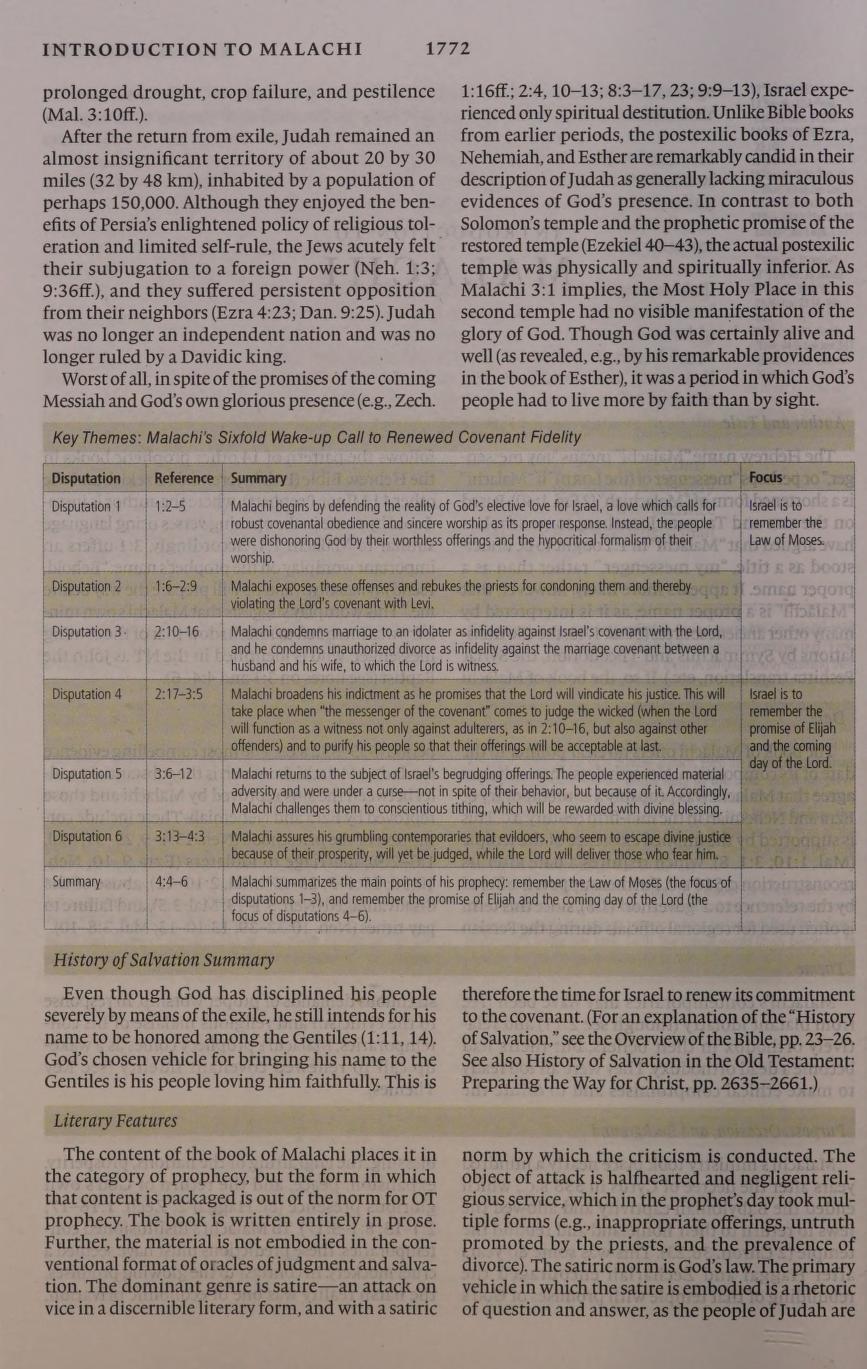 INTRODUCTION TO MALACHI 1772
prolonged drought, crop failure, and pestilence
(Mal. 3:10ff.).
After the return from exile, Judah remained an
almost insignificant territory of about 20 by 30
miles (32 by 48 km), inhabited by a population of
perhaps 150,000. Although they enjoyed the ben-
efits of Persia's enlightened policy of religious tol-
eration and limited self-rule, the Jews acutely felt
their subjugation to a foreign power (Neh. 1:3;
9:36ff.), and they suffered persistent opposition
from their neighbors (Ezra 4:23; Dan. 9:25). Judah
was no longer an independent nation and was no
longer ruled by a Davidic king.
Worst of all, in spite of the promises of the coming
Messiah and God's own glorious presence (e.g., Zech.
1:16ff.; 2:4, 10–13; 8:3–17, 23; 9:9–13), Israel expe-
rienced only spiritual destitution. Unlike Bible books
from earlier periods, the postexilic books of Ezra,
Nehemiah, and Esther are remarkably candid in their
description of Judah as generally lacking miraculous
evidences of God's presence. In contrast to both
Solomon's temple and the prophetic promise of the
restored temple (Ezekiel 40–43), the actual postexilic
temple was physically and spiritually inferior. As
Malachi 3:1 implies, the Most Holy Place in this
second temple had no visible manifestation of the
glory of God. Though God was certainly alive and
well (as revealed, e.g., by his remarkable providences
in the book of Esther), it was a period in which God's
people had to live more by faith than by sight.
Key Themes: Malachi's Sixfold Wake-up Call to Renewed Covenant Fidelity
Disputation Reference Summary Focus
Disputation 1 1:2–5 Malachi begins by defending the reality of God's elective love for Israel, a love which calls for
robust covenantal obedience and sincere worship as its proper response. Instead, the people
were dishonoring God by their worthless offerings and the hypocritical formalism of their
worship.
Israel is to
remember the
Law of Moses.
Disputation 2 1:6–2:9 Malachi exposes these offenses and rebukes the priests for condoning them and thereby
violating the Lord's covenant with Levi.
Disputation 3 2:10–16 Malachi condemns marriage to an idolater as infidelity against Israel's covenant with the Lord,
and he condemns unauthorized divorce as infidelity against the marriage covenant between a
husband and his wife, to which the Lord is witness.
Disputation 4 2:17–3:5 Malachi broadens his indictment as he promises that the Lord will vindicate his justice. This will
take place when "the messenger of the covenant" comes to judge the wicked (when the Lord
will function as a witness not only against adulterers, as in 2:10–16, but also against other
offenders) and to purify his people so that their offerings will be acceptable at last.
Israel is to
remember the
promise of Elijah
and the coming
day of the Lord.
Disputation 5 3:6–12 Malachi returns to the subject of Israel's begrudging offerings. The people experienced material
adversity and were under a curse—not in spite of their behavior, but because of it. Accordingly,
Malachi challenges them to conscientious tithing, which will be rewarded with divine blessing.
Disputation 6 3:13–4:3 Malachi assures his grumbling contemporaries that evildoers, who seem to escape divine justice
because of their prosperity, will yet be judged, while the Lord will deliver those who fear him.
Summary 4:4–6 Malachi summarizes the main points of his prophecy: remember the Law of Moses (the focus of
disputations 1–3), and remember the promise of Elijah and the coming day of the Lord (the
focus of disputations 4–6).
History of Salvation Summary
Even though God has disciplined his people
severely by means of the exile, he still intends for his
name to be honored among the Gentiles (1:11, 14).
God's chosen vehicle for bringing his name to the
Gentiles is his people loving him faithfully. This is
therefore the time for Israel to renew its commitment
to the covenant. (For an explanation of the "History
of Salvation," see the Overview of the Bible, pp. 23–26.
See also History of Salvation in the Old Testament:
Preparing the Way for Christ, pp. 2635–2661.)
Literary Features
The content of the book of Malachi places it in
the category of prophecy, but the form in which
that content is packaged is out of the norm for OT
prophecy. The book is written entirely in prose.
Further, the material is not embodied in the con-
ventional format of oracles of judgment and salva-
tion. The dominant genre is satire—an attack on
vice in a discernible literary form, and with a satiric
norm by which the criticism is conducted. The
object of attack is halfhearted and negligent reli-
gious service, which in the prophet's day took mul-
tiple forms (e.g., inappropriate offerings, untruth
promoted by the priests, and the prevalence of
divorce). The satiric norm is God's law. The primary
vehicle in which the satire is embodied is a rhetoric
of question and answer, as the people of Judah are